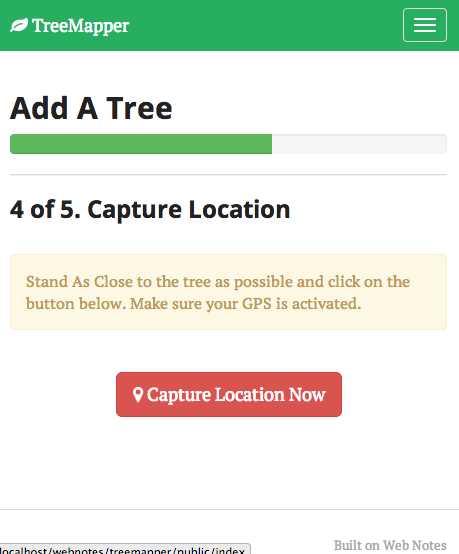 TreeMapper
Add A Tree
4 of 5. Capture Location
Stand As Close to the tree as possible and click on the
button below. Make sure your GPS is activated.
Capture Location Now
Built on Web Notes
localhost/webnotes/treemapper/public/index